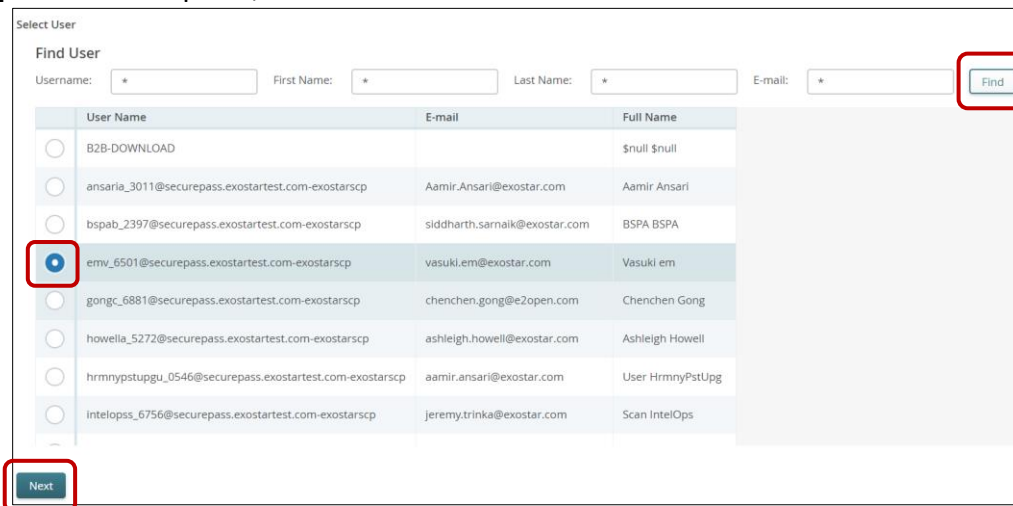 Select User
Find User
Username: * First Name: * Last Name: * E-mail: * Find
User Name E-mail Full Name
B2B-DOWNLOAD $null $null
ansaria_3011@securepass.exostartest.com-exostarscp Aamir.Ansari@exostar.com Aamir Ansari
bspab_2397@securepass.exostartest.com-exostarscp siddharth.sarnaik@exostar.com BSPA BSPA
emv_6501@securepass.exostartest.com-exostarscp vasuki.em@exostar.com Vasuki em
gongc_6881@securepass.exostartest.com-exostarscp chenchen.gong@e2open.com Chenchen Gong
howella_5272@securepass.exostartest.com-exostarscp ashleigh.howell@exostar.com Ashleigh Howell
hrmnypstupgu_0546@securepass.exostartest.com-exostarscp aamir.ansari@exostar.com User HrmnyPstUpg
intelopss_6756@securepass.exostartest.com-exostarscp jeremy.trinka@exostar.com Scan IntelOps
Next